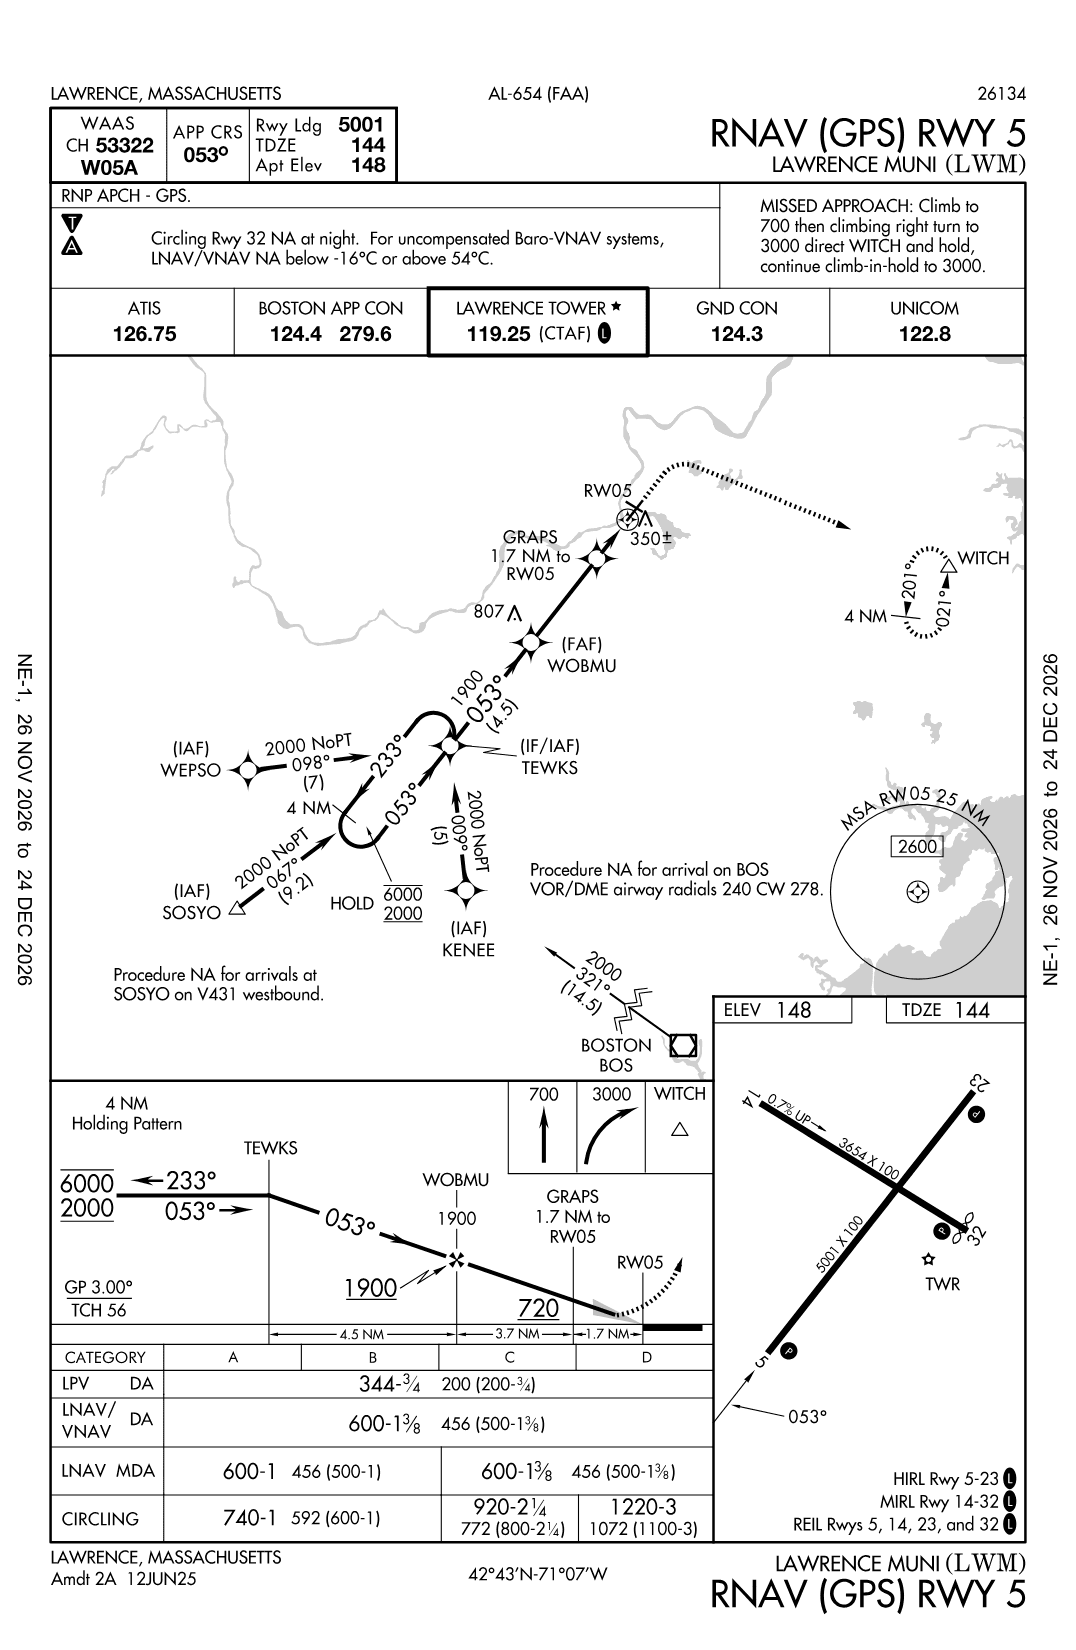 LAWRENCE, MASSACHUSETTS
AL-654 (FAA)
26134
WAAS
CH 53322
W05A
APP CRS
053°
Rwy Ldg 5001
TDZE 144
Apt Elev 148
RNAV (GPS) RWY 5
LAWRENCE MUNI (LWM)
RNP APCH - GPS.
T
A
Circling Rwy 32 NA at night. For uncompensated Baro-VNAV systems,
LNAV/VNAV NA below -16°C or above 54°C.
MISSED APPROACH: Climb to
700 then climbing right turn to
3000 direct WITCH and hold,
continue climb-in-hold to 3000.
ATIS
126.75
BOSTON APP CON
124.4 279.6
LAWRENCE TOWER ★
119.25 (CTAF) L
GND CON
124.3
UNICOM
122.8
RW05
350±
GRAPS
1.7 NM to
RW05
807
(FAF)
WOBMU
WITCH
201°
021°
4 NM
1900
053°
(4.5)
(IAF)
WEPSO
2000 NoPT
098°
(7)
233°
053°
4 NM
(IF/IAF)
TEWKS
2000 NoPT
067°
(9.2)
(IAF)
SOSYO
HOLD
6000
2000
2000 NoPT
009°
(5)
(IAF)
KENEE
MSA RW05 25 NM
2600
Procedure NA for arrival on BOS
VOR/DME airway radials 240 CW 278.
Procedure NA for arrivals at
SOSYO on V431 westbound.
2000
321°
(14.5)
BOSTON
BOS
NE-1, 26 NOV 2026 to 24 DEC 2026
NE-1, 26 NOV 2026 to 24 DEC 2026
ELEV 148
TDZE 144
14
0.7% UP
3654 X 100
23
P
P
32
5001 X 100
TWR
5
P
053°
HIRL Rwy 5-23 L
MIRL Rwy 14-32 L
REIL Rwys 5, 14, 23, and 32 L
4 NM
Holding Pattern
TEWKS
6000
2000
233°
053°
053°
WOBMU
1900
1900
GRAPS
1.7 NM to
RW05
720
RW05
700
3000
WITCH
GP 3.00°
TCH 56
4.5 NM
3.7 NM
1.7 NM
CATEGORY A B C D
LPV DA 344-¾ 200 (200-¾)
LNAV/
VNAV DA 600-1⅜ 456 (500-1⅜)
LNAV MDA 600-1 456 (500-1) 600-1⅜ 456 (500-1⅜)
CIRCLING 740-1 592 (600-1)
920-2¼
772 (800-2¼)
1220-3
1072 (1100-3)
LAWRENCE, MASSACHUSETTS
Amdt 2A 12JUN25
42°43'N-71°07'W
LAWRENCE MUNI (LWM)
RNAV (GPS) RWY 5